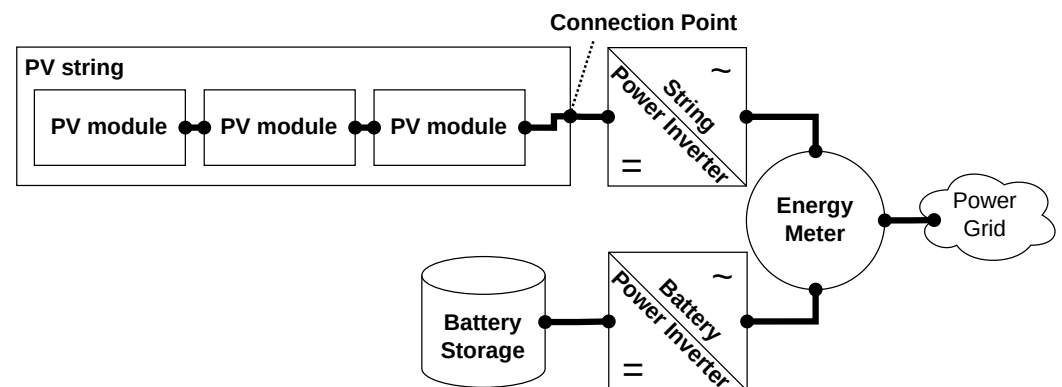 Connection Point
PV string
PV module
PV module
PV module
~
String
Power Inverter
=
Energy
Meter
Power
Grid
Battery
Storage
~
Battery
Power Inverter
=